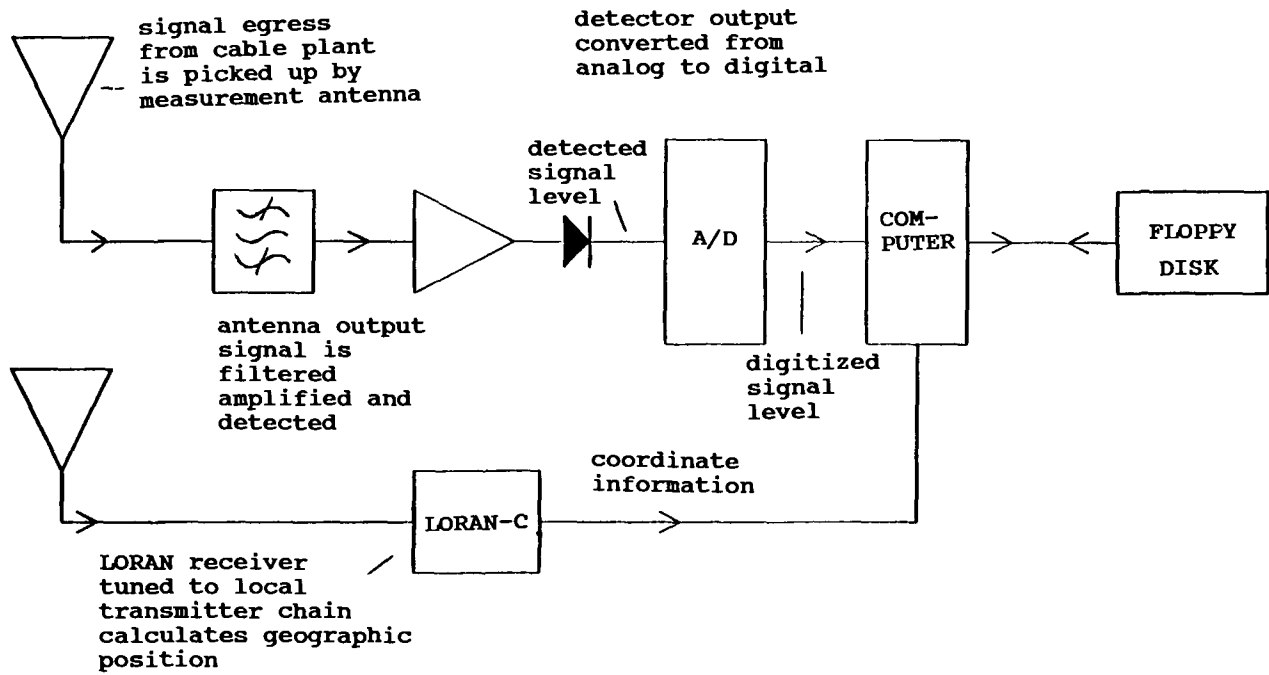 signal egress
from cable plant
is picked up by
measurement antenna
detector output
converted from
analog to digital
detected
signal
level
A/D
COM-
PUTER
FLOPPY
DISK
antenna output
signal is
filtered
amplified and
detected
digitized
signal
level
coordinate
information
LORAN-C
LORAN receiver
tuned to local
transmitter chain
calculates geographic
position